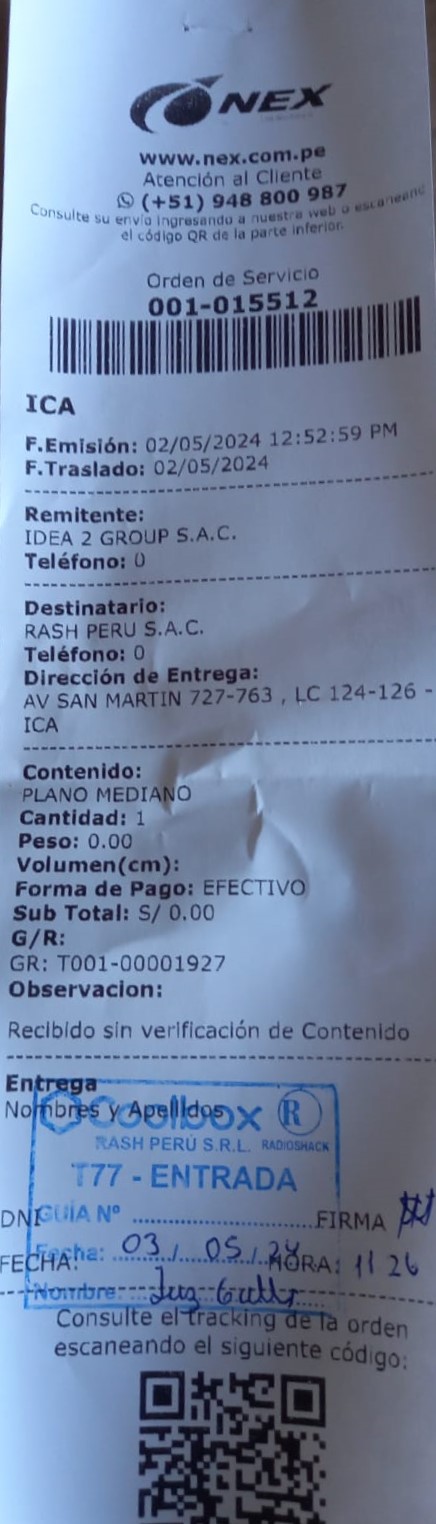 NEX
www.nex.com.pe
Atención al Cliente
(+51) 948 800 987
Consulte su envío ingresando a nuestra web o escaneand
el código QR de la parte inferior.
Orden de Servicio
001-015512
ICA
F.Emisión: 02/05/2024 12:52:59 PM
F.Traslado: 02/05/2024
Remitente:
IDEA 2 GROUP S.A.C.
Teléfono: 0
Destinatario:
RASH PERU S.A.C.
Teléfono: 0
Dirección de Entrega:
AV SAN MARTIN 727-763 , LC 124-126 -
ICA
Contenido:
PLANO MEDIANO
Cantidad: 1
Peso: 0.00
Volumen(cm):
Forma de Pago: EFECTIVO
Sub Total: S/ 0.00
G/R:
GR: T001-00001927
Observacion:
Recibido sin verificación de Contenido
Entrega
Nombres y Apellidos
Coolbox R
RASH PERÚ S.R.L. RADIOSHACK
T77 - ENTRADA
DNI
GUÍA Nº
FIRMA
Fecha: 03 / 05 / 24
FECHA:
HORA: 11 26
Nombre: Luz
Consulte el tracking de la orden
escaneando el siguiente código: